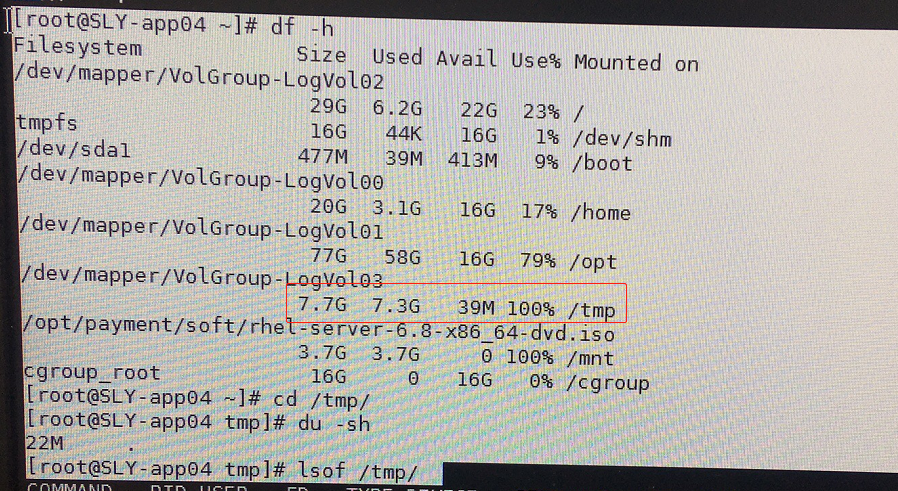 [root@SLY-app04 ~]# df -h
Filesystem Size Used Avail Use% Mounted on
/dev/mapper/VolGroup-LogVol02
29G 6.2G 22G 23% /
tmpfs 16G 44K 16G 1% /dev/shm
/dev/sda1 477M 39M 413M 9% /boot
/dev/mapper/VolGroup-LogVol00
20G 3.1G 16G 17% /home
/dev/mapper/VolGroup-LogVol01
77G 58G 16G 79% /opt
/dev/mapper/VolGroup-LogVol03
7.7G 7.3G 39M 100% /tmp
/opt/payment/soft/rhel-server-6.8-x86_64-dvd.iso
3.7G 3.7G 0 100% /mnt
cgroup_root 16G 0 16G 0% /cgroup
[root@SLY-app04 ~]# cd /tmp/
[root@SLY-app04 tmp]# du -sh
22M .
[root@SLY-app04 tmp]# lsof /tmp/
COMMAND PID USER FD TYPE